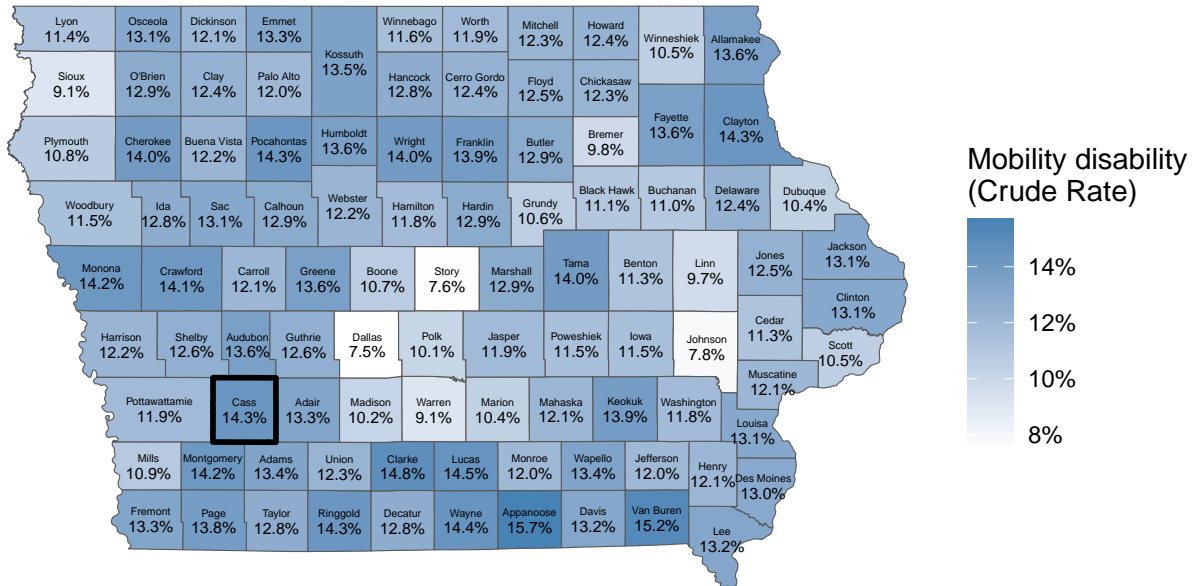 Lyon
11.4%
Osceola
13.1%
Dickinson
12.1%
Emmet
13.3%
Kossuth
13.5%
Winnebago
11.6%
Worth
11.9%
Mitchell
12.3%
Howard
12.4%
Winneshiek
10.5%
Allamakee
13.6%
Sioux
9.1%
O'Brien
12.9%
Clay
12.4%
Palo Alto
12.0%
Hancock
12.8%
Cerro Gordo
12.4%
Floyd
12.5%
Chickasaw
12.3%
Fayette
13.6%
Clayton
14.3%
Plymouth
10.8%
Cherokee
14.0%
Buena Vista
12.2%
Pocahontas
14.3%
Humboldt
13.6%
Wright
14.0%
Franklin
13.9%
Butler
12.9%
Bremer
9.8%
Mobility disability
(Crude Rate)
14%
12%
10%
8%
Woodbury
11.5%
Ida
12.8%
Sac
13.1%
Calhoun
12.9%
Webster
12.2%
Hamilton
11.8%
Hardin
12.9%
Grundy
10.6%
Black Hawk
11.1%
Buchanan
11.0%
Delaware
12.4%
Dubuque
10.4%
Monona
14.2%
Crawford
14.1%
Carroll
12.1%
Greene
13.6%
Boone
10.7%
Story
7.6%
Marshall
12.9%
Tama
14.0%
Benton
11.3%
Linn
9.7%
Jones
12.5%
Jackson
13.1%
Clinton
13.1%
Harrison
12.2%
Shelby
12.6%
Audubon
13.6%
Guthrie
12.6%
Dallas
7.5%
Polk
10.1%
Jasper
11.9%
Poweshiek
11.5%
Iowa
11.5%
Johnson
7.8%
Cedar
11.3%
Scott
10.5%
Muscatine
12.1%
Pottawattamie
11.9%
Cass
14.3%
Adair
13.3%
Madison
10.2%
Warren
9.1%
Marion
10.4%
Mahaska
12.1%
Keokuk
13.9%
Washington
11.8%
Louisa
13.1%
Mills
10.9%
Montgomery
14.2%
Adams
13.4%
Union
12.3%
Clarke
14.8%
Lucas
14.5%
Monroe
12.0%
Wapello
13.4%
Jefferson
12.0%
Henry
12.1%
Des Moines
13.0%
Fremont
13.3%
Page
13.8%
Taylor
12.8%
Ringgold
14.3%
Decatur
12.8%
Wayne
14.4%
Appanoose
15.7%
Davis
13.2%
Van Buren
15.2%
Lee
13.2%